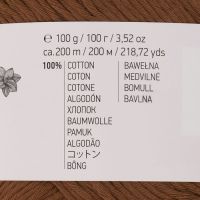 ℮ 100 g / 100 г / 3,52 oz
ca. 200 m / 200 м / 218,72 yds
100% COTTON BAWEŁNA
COTON MEDVILNĖ
COTONE BOMULL
ALGODÓN BAVLNA
ХЛОПОК
BAUMWOLLE
PAMUK
ALGODÃO
コットン
BÔNG